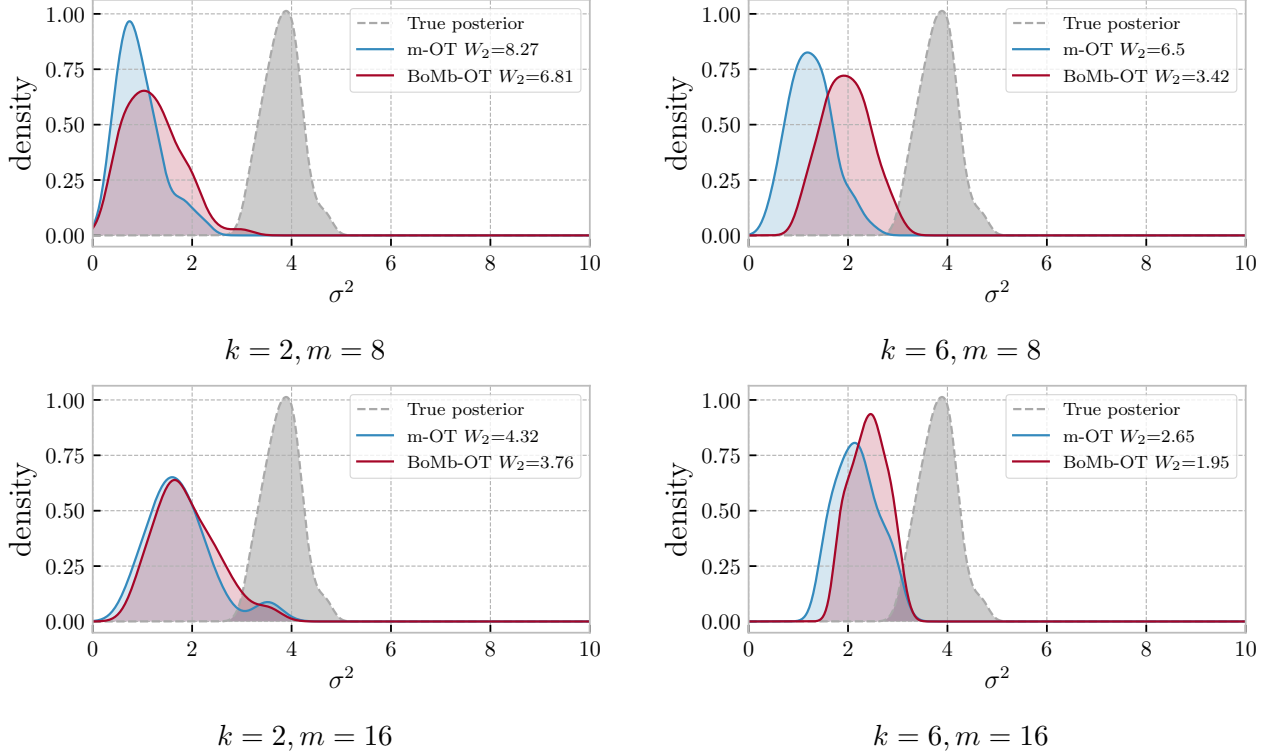 density
1.00
0.75
0.50
0.25
0.00
True posterior
m-OT W₂=8.27
BoMb-OT W₂=6.81
0 2 4 6 8 10
σ²
k = 2, m = 8
density
1.00
0.75
0.50
0.25
0.00
True posterior
m-OT W₂=6.5
BoMb-OT W₂=3.42
0 2 4 6 8 10
σ²
k = 6, m = 8
density
1.00
0.75
0.50
0.25
0.00
True posterior
m-OT W₂=4.32
BoMb-OT W₂=3.76
0 2 4 6 8 10
σ²
k = 2, m = 16
density
1.00
0.75
0.50
0.25
0.00
True posterior
m-OT W₂=2.65
BoMb-OT W₂=1.95
0 2 4 6 8 10
σ²
k = 6, m = 16